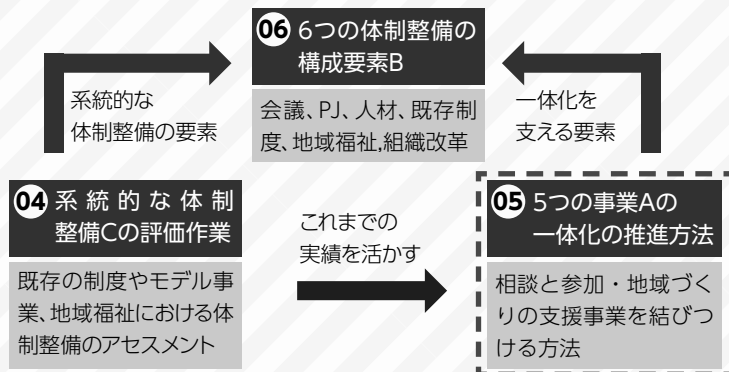 06 6つの体制整備の
構成要素B
会議、PJ、人材、既存制
度、地域福祉,組織改革
系統的な
体制整備の要素
一体化を
支える要素
04 系統的な体制
整備Cの評価作業
既存の制度やモデル事
業、地域福祉における体
制整備のアセスメント
これまでの
実績を活かす
05 5つの事業Aの
一体化の推進方法
相談と参加・地域づく
りの支援事業を結びつ
ける方法